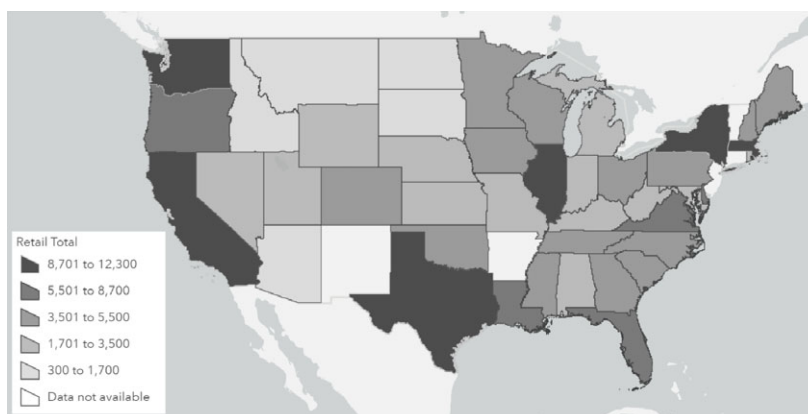 Retail Total
8,701 to 12,300
5,501 to 8,700
3,501 to 5,500
1,701 to 3,500
300 to 1,700
Data not available